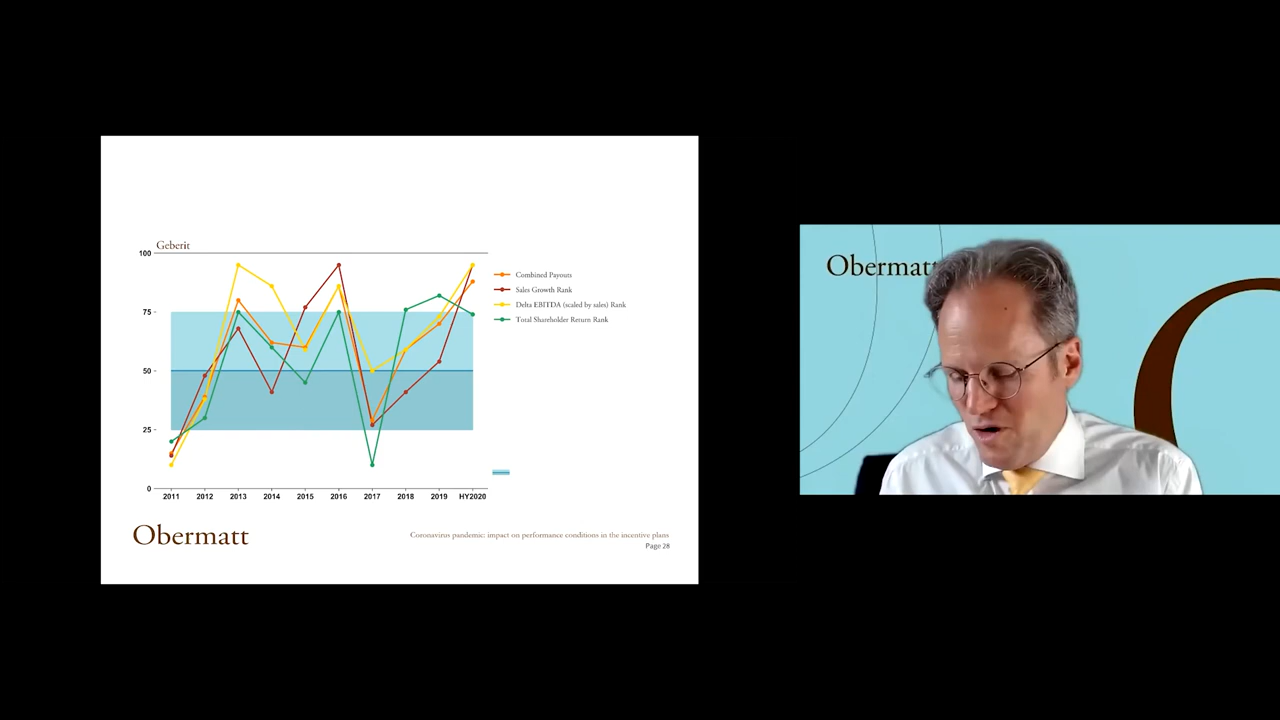 Geberit
100
75
50
25
0
2011 2012 2013 2014 2015 2016 2017 2018 2019 HY2020
Combined Payouts
Sales Growth Rank
Delta EBITDA (scaled by sales) Rank
Total Shareholder Return Rank
Obermatt
Coronavirus pandemic: impact on performance conditions in the incentive plans
Page 28
Obermatt